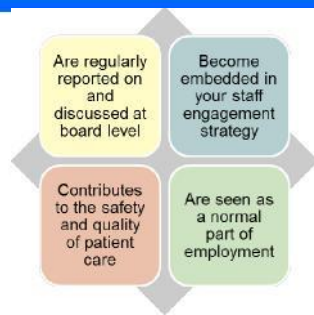 Are regularly
reported on
and
discussed at
board level
Become
embedded in
your staff
engagement
strategy
Contributes
to the safety
and quality
of patient
care
Are seen as
a normal
part of
employment